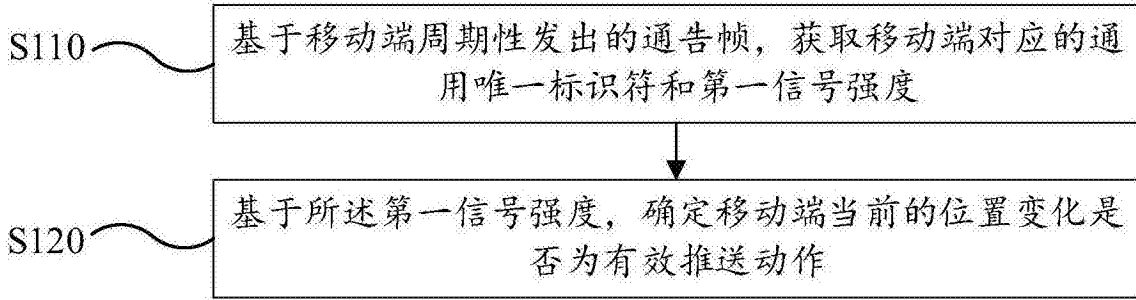 S110
基于移动端周期性发出的通告帧，获取移动端对应的通
用唯一标识符和第一信号强度
S120
基于所述第一信号强度，确定移动端当前的位置变化是
否为有效推送动作